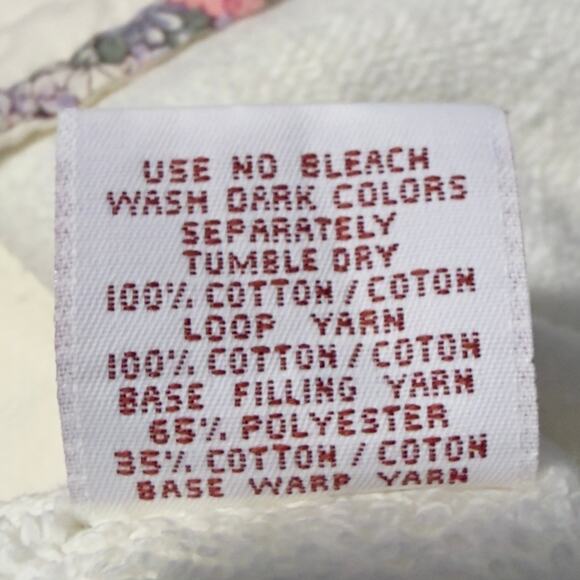 USE NO BLEACH
WASH DARK COLORS
SEPARATELY
TUMBLE DRY
100% COTTON / COTON
LOOP YARN
100% COTTON / COTON
BASE FILLING YARN
65% POLYESTER
35% COTTON / COTON
BASE WARP YARN